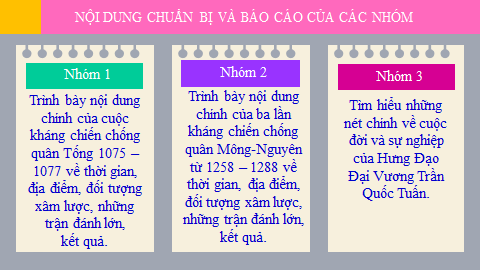 NỘI DUNG CHUẨN BỊ VÀ BÁO CÁO CỦA CÁC NHÓM
Nhóm 1
Trình bày nội dung
chính của cuộc
kháng chiến chống
quân Tống 1075 –
1077 về thời gian,
địa điểm, đối tượng
xâm lược, những
trận đánh lớn,
kết quả.
Nhóm 2
Trình bày nội dung
chính của ba lần
kháng chiến chống
quân Mông-Nguyên
từ 1258 – 1288 về
thời gian, địa điểm,
đối tượng xâm lược,
những trận đánh lớn,
kết quả.
Nhóm 3
Tìm hiểu những
nét chính về cuộc
đời và sự nghiệp
của Hưng Đạo
Đại Vương Trần
Quốc Tuấn.